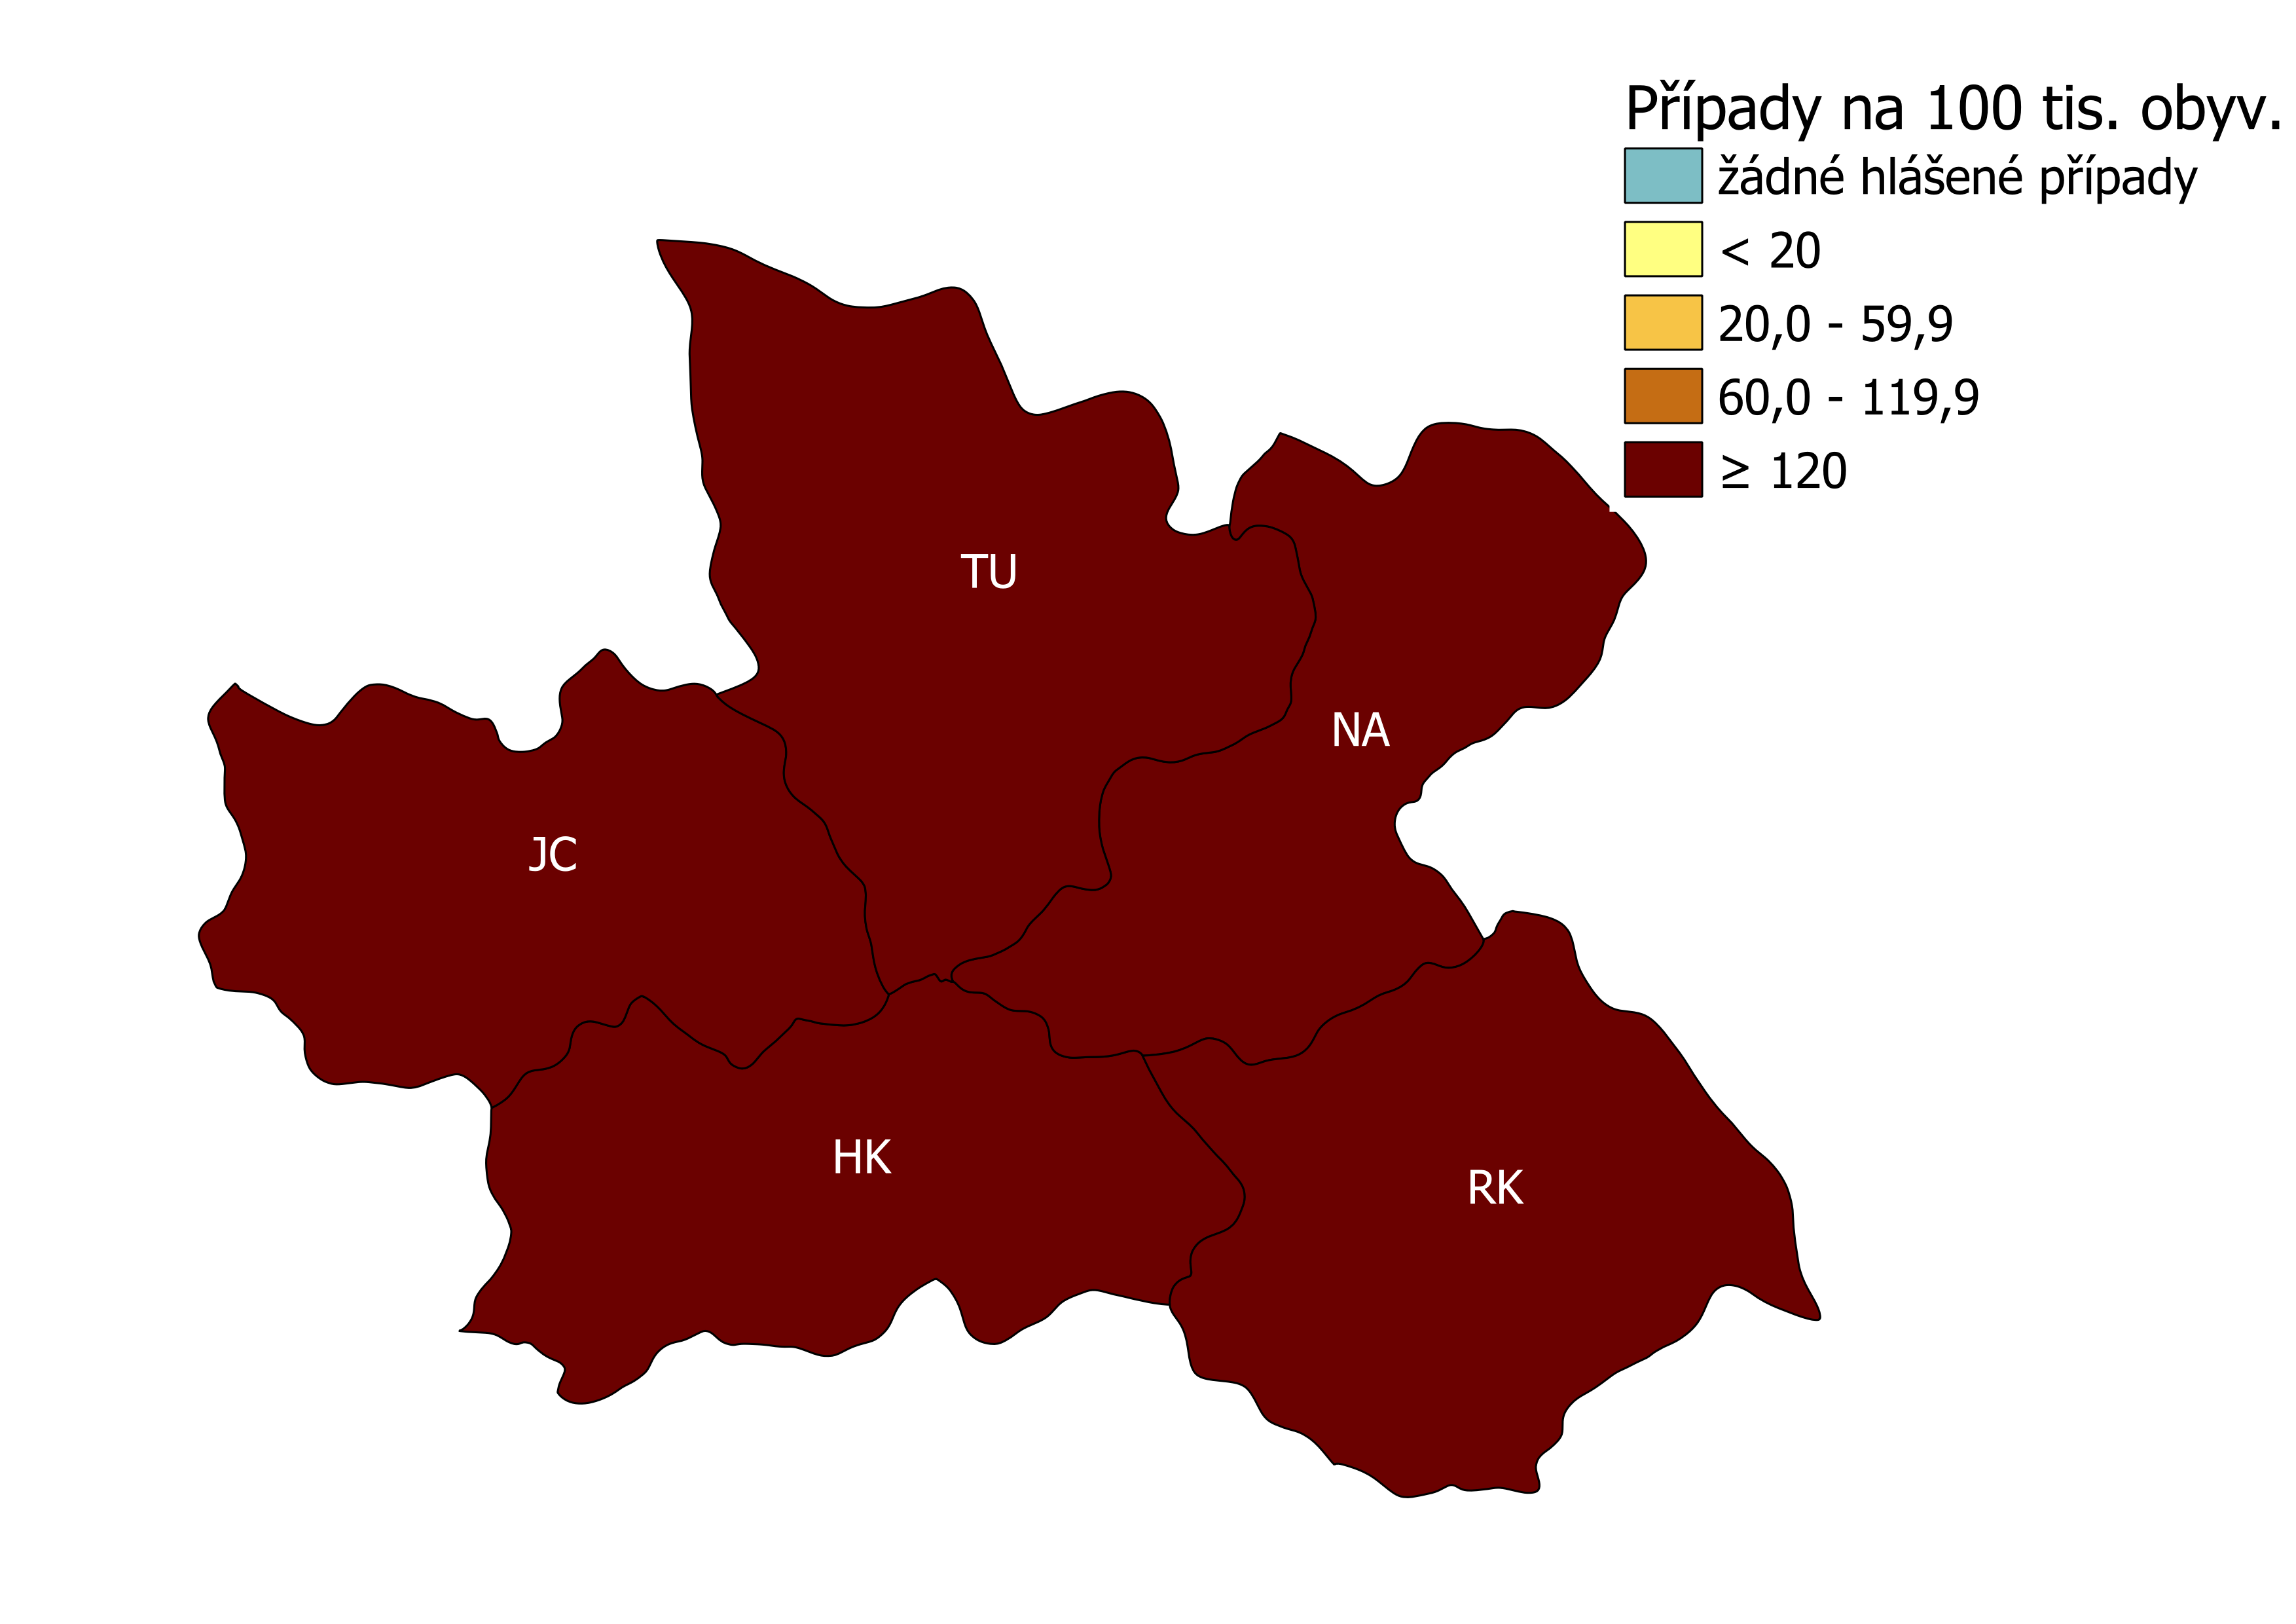 Případy na 100 tis. obyv.
žádné hlášené případy
< 20
20,0 - 59,9
60,0 - 119,9
≥ 120
TU
NA
JC
HK
RK